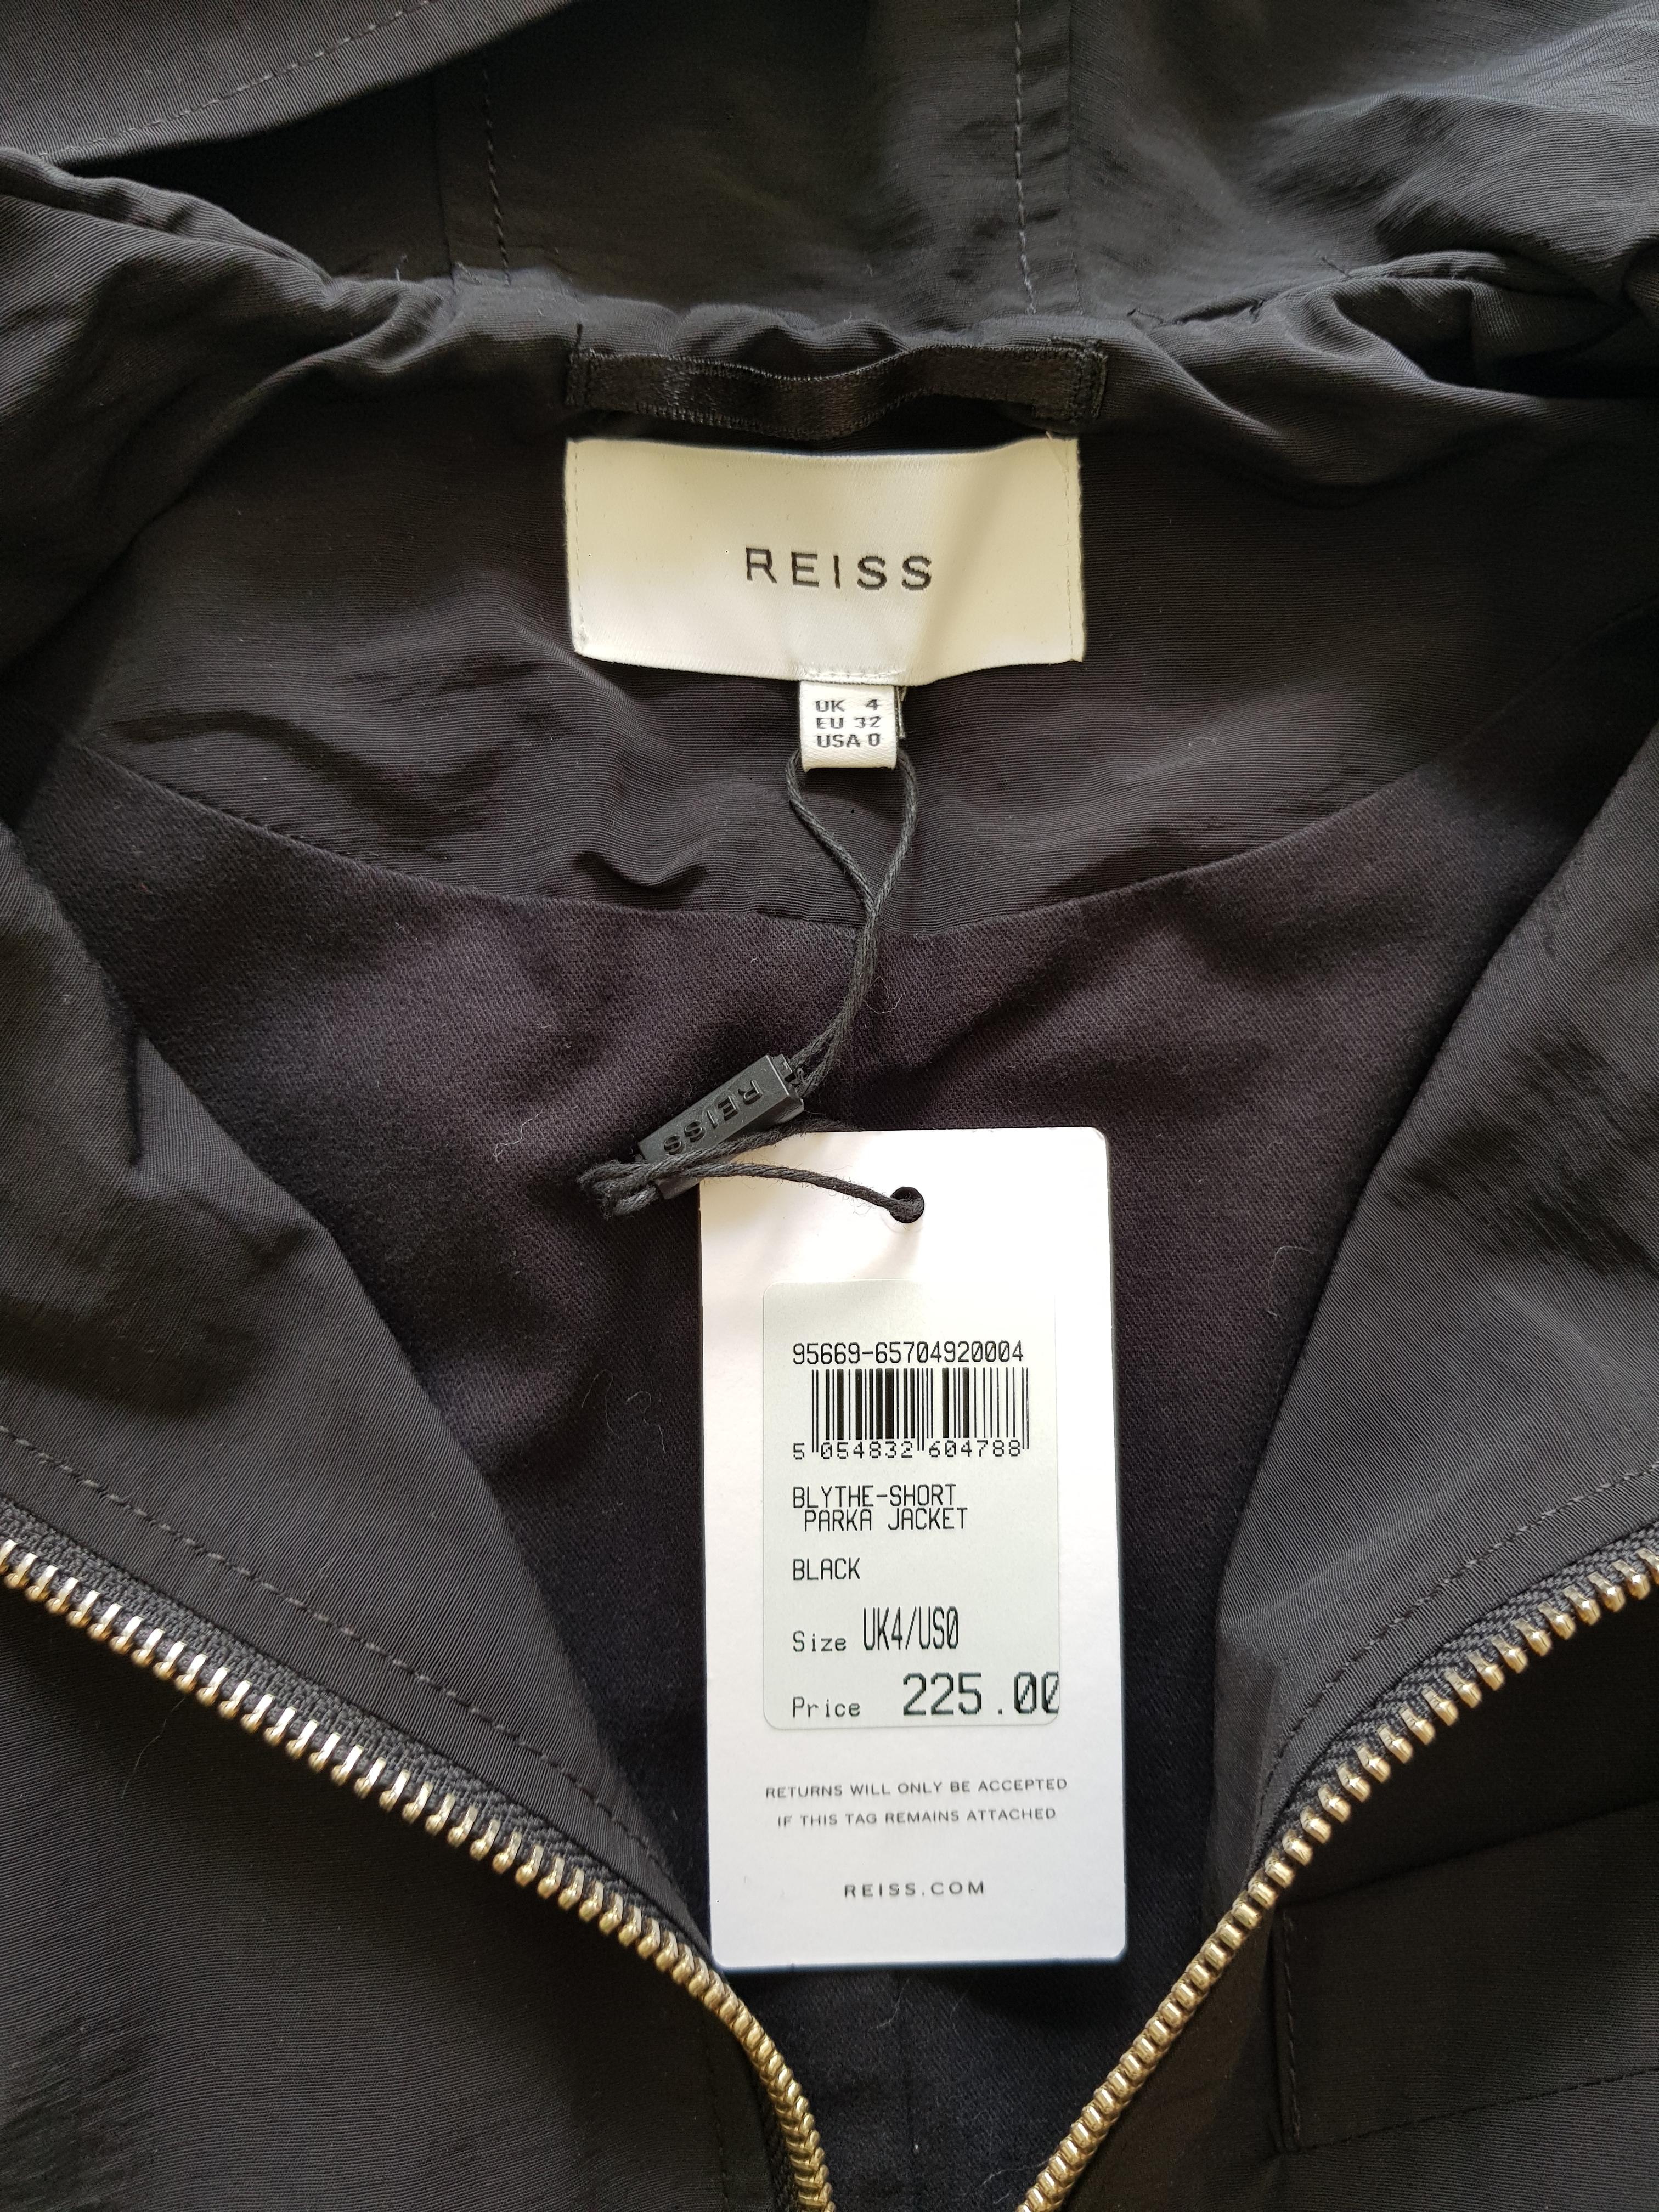 REISS
UK 4
EU 32
USA 0
REISS
95669-65704920004
5 054832 604788
BLYTHE-SHORT
PARKA JACKET
BLACK
Size UK4/US0
Price 225.00
RETURNS WILL ONLY BE ACCEPTED
IF THIS TAG REMAINS ATTACHED
REISS.COM